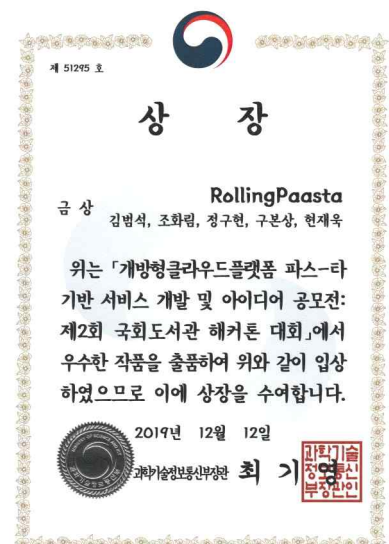 제 51295 호
상 장
금 상
RollingPaasta
김범석, 조화림, 정구현, 구본상, 현재욱
위는 「개방형클라우드플랫폼 파스-타
기반 서비스 개발 및 아이디어 공모전:
제2회 국회도서관 해커톤 대회」에서
우수한 작품을 출품하여 위와 같이 입상
하였으므로 이에 상장을 수여합니다.
2019년 12월 12일
과학기술정보통신부장관 최 기 영
과학기술
정보통신
부장관인